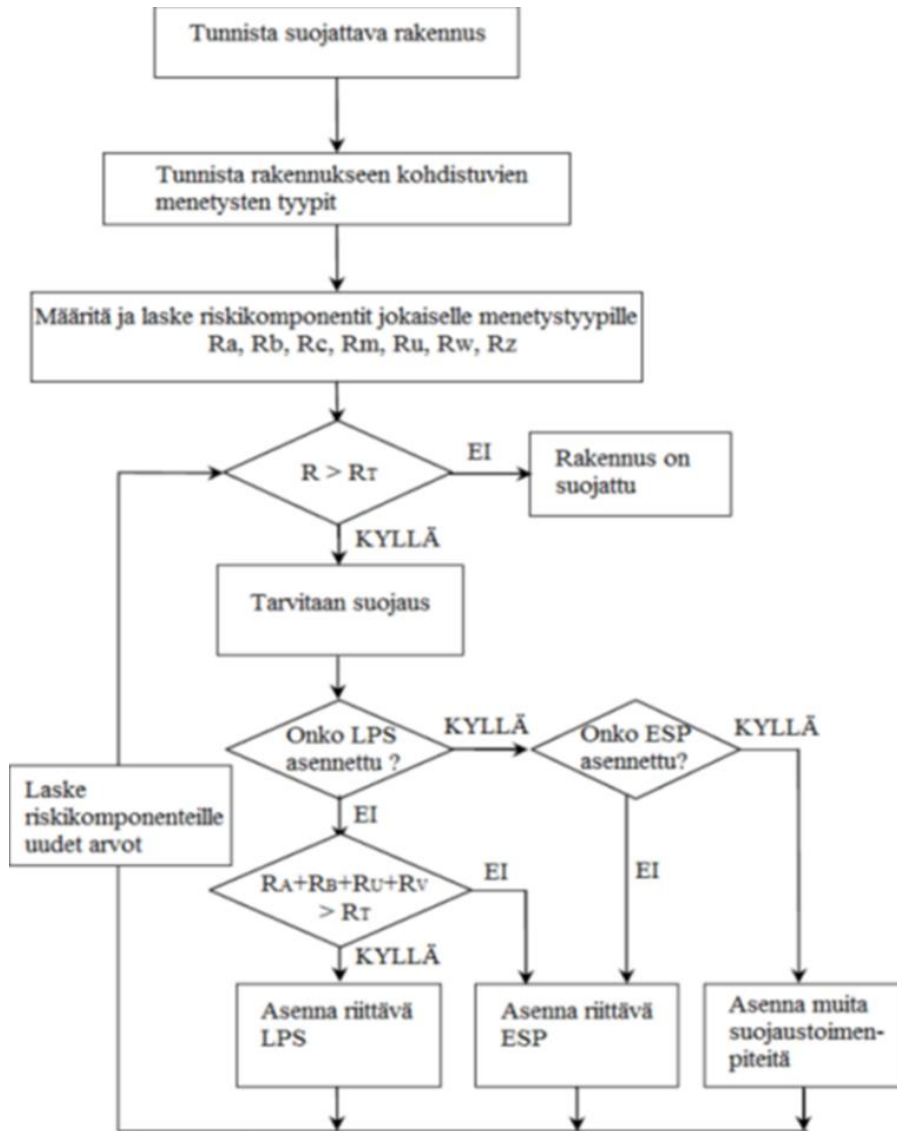 Tunnista suojattava rakennus
Tunnista rakennukseen kohdistuvien
menetysten tyypit
Määritä ja laske riskikomponentit jokaiselle menetystyypille
Ra, Rb, Rc, Rm, Ru, Rw, Rz
R > RT
EI
Rakennus on
suojattu
KYLLÄ
Tarvitaan suojaus
Onko LPS
asennettu ?
KYLLÄ
Onko ESP
asennettu?
KYLLÄ
Laske
riskikomponenteille
uudet arvot
EI
RA+RB+RU+RV
> RT
EI
EI
KYLLÄ
Asenna riittävä
LPS
Asenna riittävä
ESP
Asenna muita
suojaustoimen-
piteitä